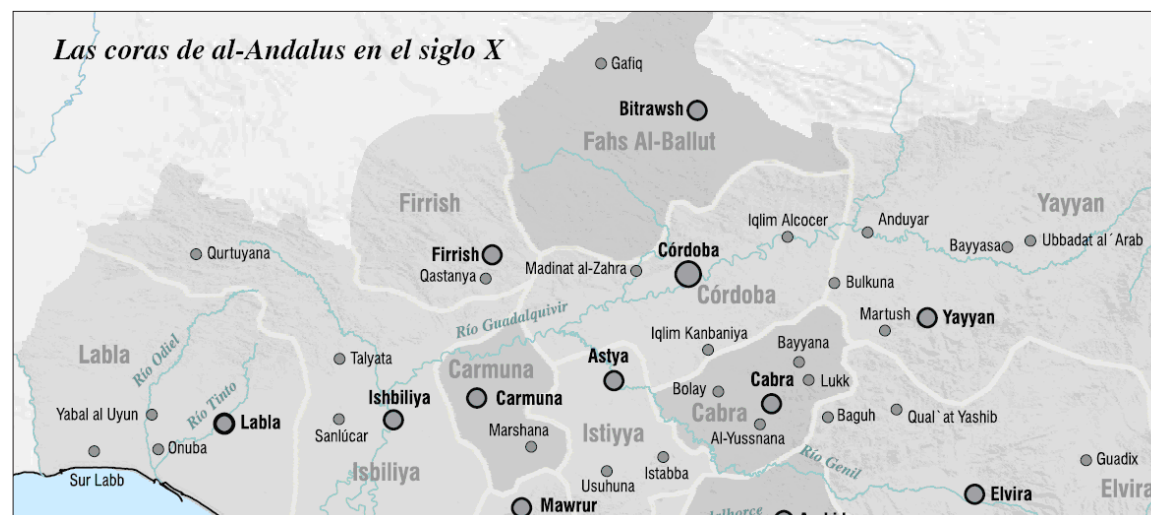 Las coras de al-Andalus en el siglo X
Gafiq
Bitrawsh
Fahs Al-Ballut
Firrish
Yayyan
Iqlim Alcocer
Anduyar
Bayyasa
Ubbadat al´Arab
Qurtuyana
Firrish
Qastanya
Madinat al-Zahra
Córdoba
Córdoba
Bulkuna
Río Guadalquivir
Martush
Yayyan
Iqlim Kanbaniya
Labla
Río Odiel
Talyata
Carmuna
Astya
Bayyana
Río Tinto
Ishbiliya
Carmuna
Bolay
Cabra
Lukk
Yabal al Uyun
Labla
Sanlúcar
Cabra
Baguh
Qual`at Yashib
Onuba
Marshana
Istiyya
Al-Yussnana
Sur Labb
Isbiliya
Usuhuna
Istabba
Río Genil
Guadix
Mawrur
Elvira
Elvira